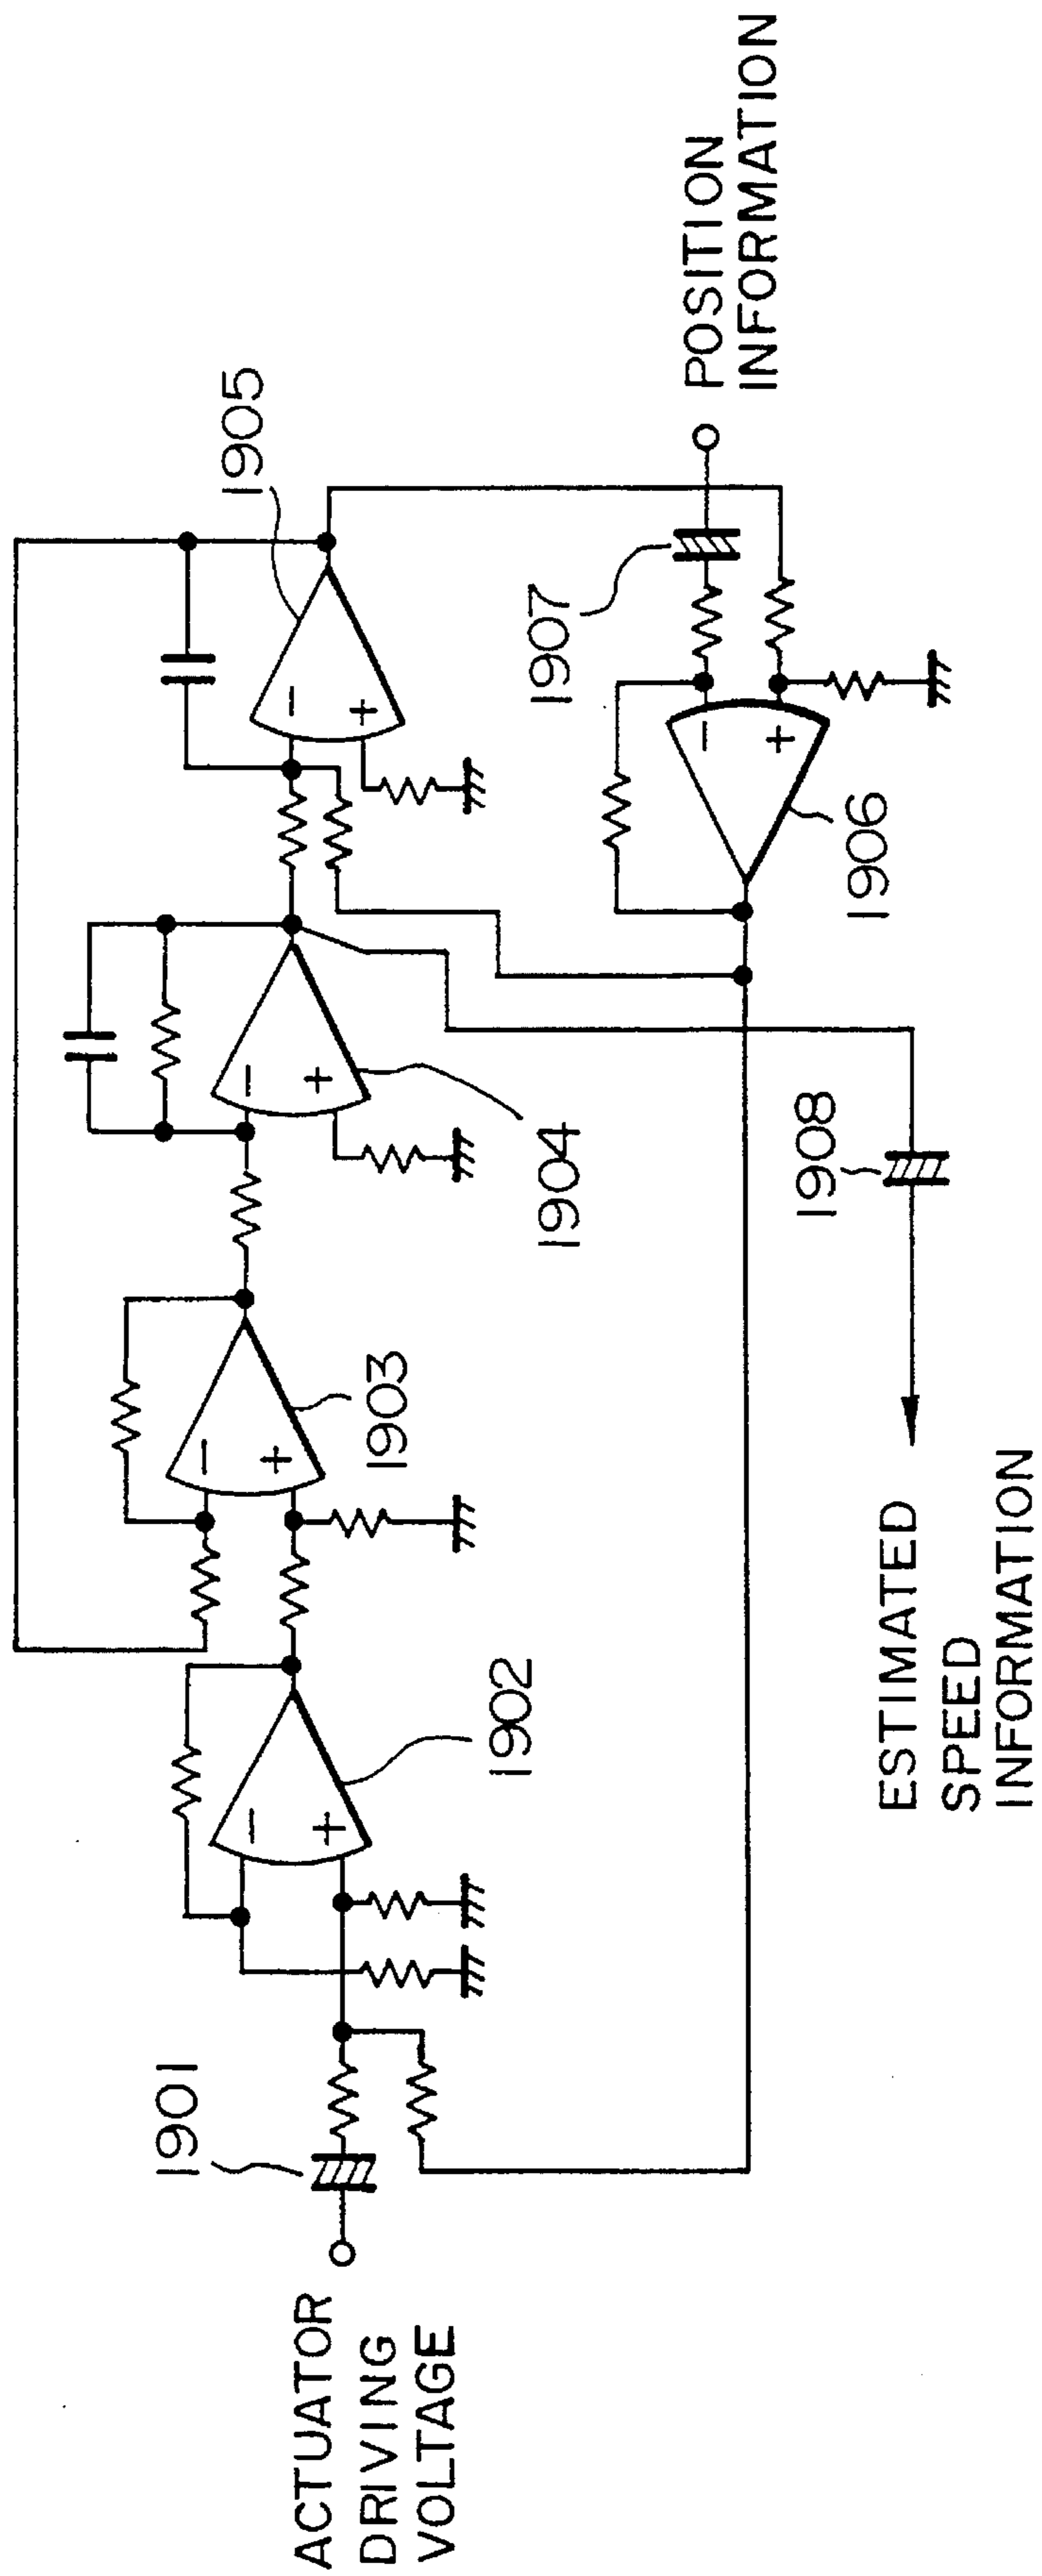 1905
POSITION
INFORMATION
1907
1906
1904
1908
1903
1902
1901
ESTIMATED
SPEED
INFORMATION
ACTUATOR
DRIVING
VOLTAGE
−
+
−
+
−
+
−
+
−
+